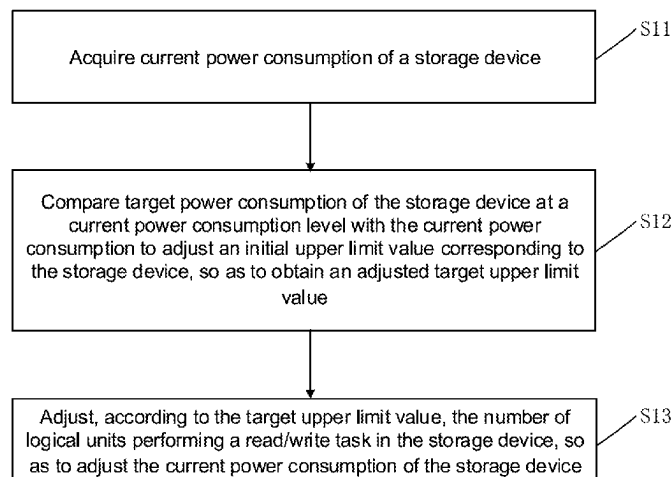 Acquire current power consumption of a storage device
S11
Compare target power consumption of the storage device at a
current power consumption level with the current power
consumption to adjust an initial upper limit value corresponding to
the storage device, so as to obtain an adjusted target upper limit
value
S12
Adjust, according to the target upper limit value, the number of
logical units performing a read/write task in the storage device, so
as to adjust the current power consumption of the storage device
S13